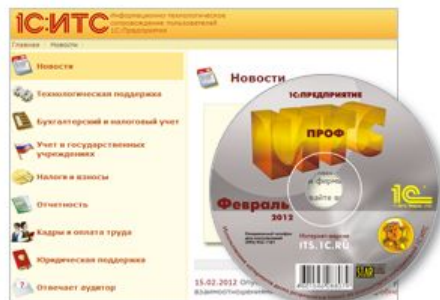 1С:ИТС
Информационно-технологическое
сопровождение пользователей
1С:Предприятия
Главная Новости
Новости
Технологическая поддержка
Бухгалтерский и налоговый учет
Учет в государственных
учреждениях
Налоги и взносы
Отчетность
Кадры и оплата труда
Юридическая поддержка
Отвечает аудитор
Новости
15.02.2012
взаимоотношения
1С:ПРЕДПРИЯТИЕ
ПРОФ
ИТС
Февраль
2012
Интернет-версия
ITS.1C.RU
1С